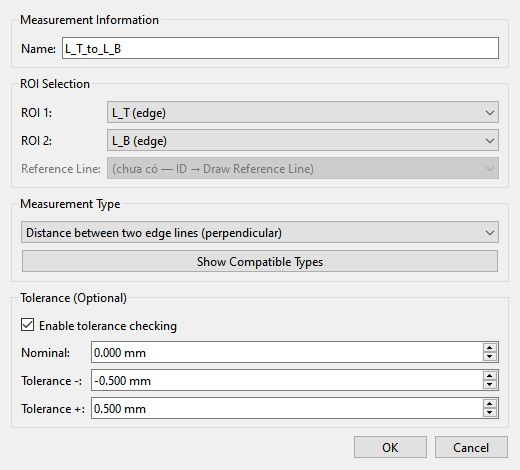 Measurement Information
Name: L_T_to_L_B
ROI Selection
ROI 1: L_T (edge)
ROI 2: L_B (edge)
Reference Line: (chưa có — ID → Draw Reference Line)
Measurement Type
Distance between two edge lines (perpendicular)
Show Compatible Types
Tolerance (Optional)
Enable tolerance checking
Nominal: 0.000 mm
Tolerance -: -0.500 mm
Tolerance +: 0.500 mm
OK Cancel